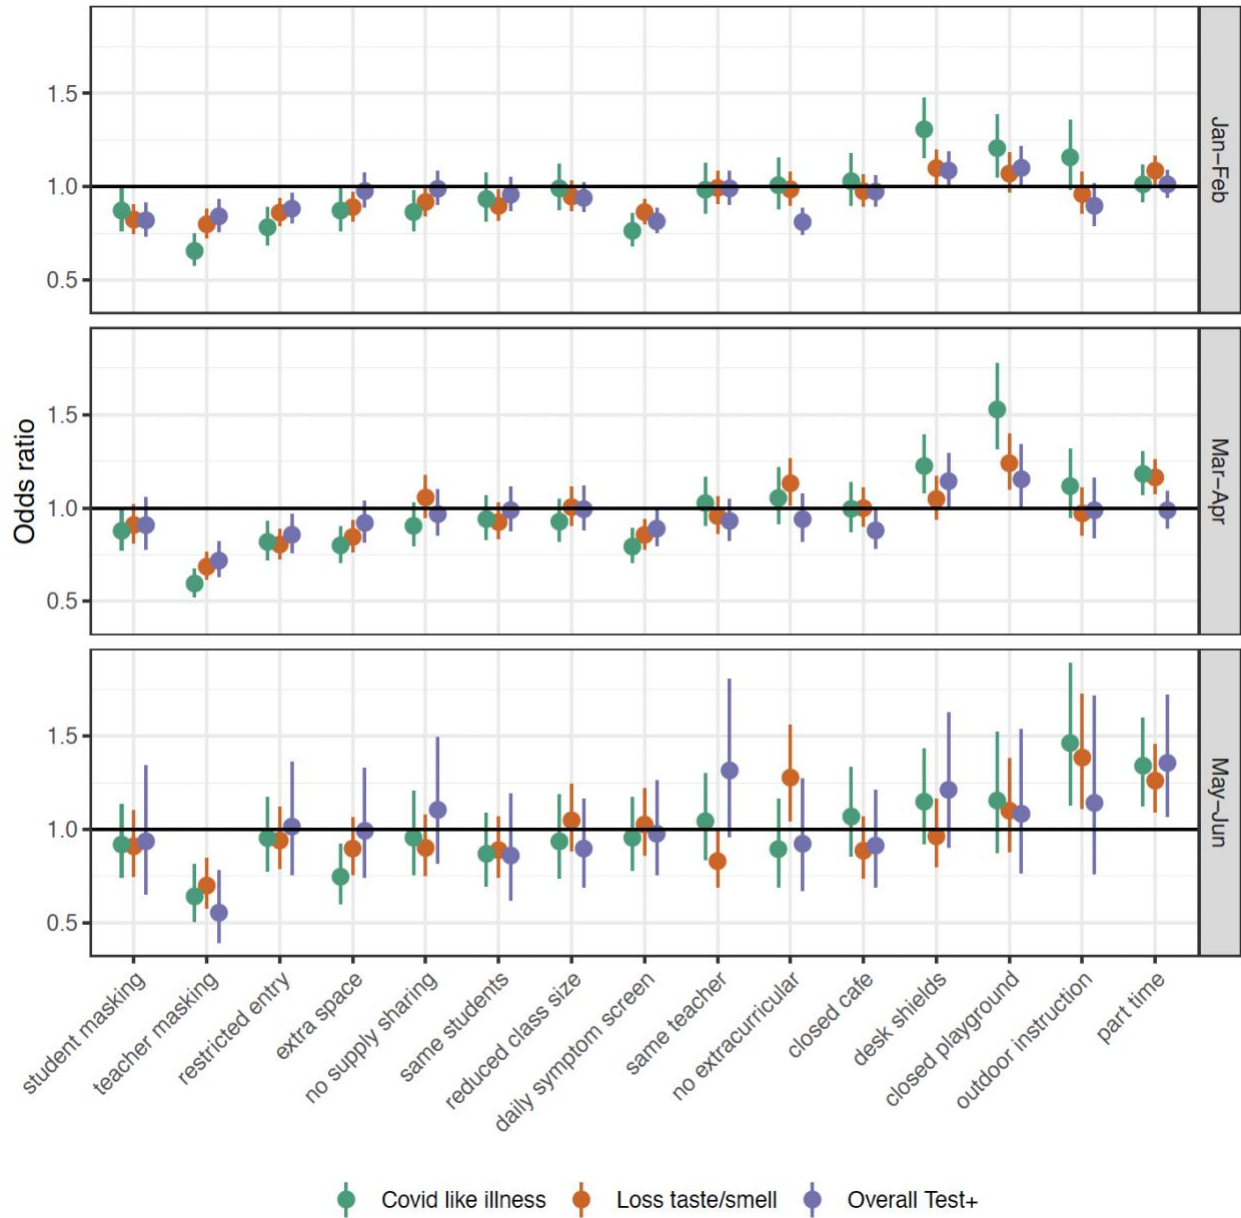 1.5
1.0
0.5
Jan–Feb
1.5
1.0
0.5
Mar–Apr
Odds ratio
1.5
1.0
0.5
May–Jun
student masking
teacher masking
restricted entry
extra space
no supply sharing
same students
reduced class size
daily symptom screen
same teacher
no extracurricular
closed cafe
desk shields
closed playground
outdoor instruction
part time
Covid like illness Loss taste/smell Overall Test+